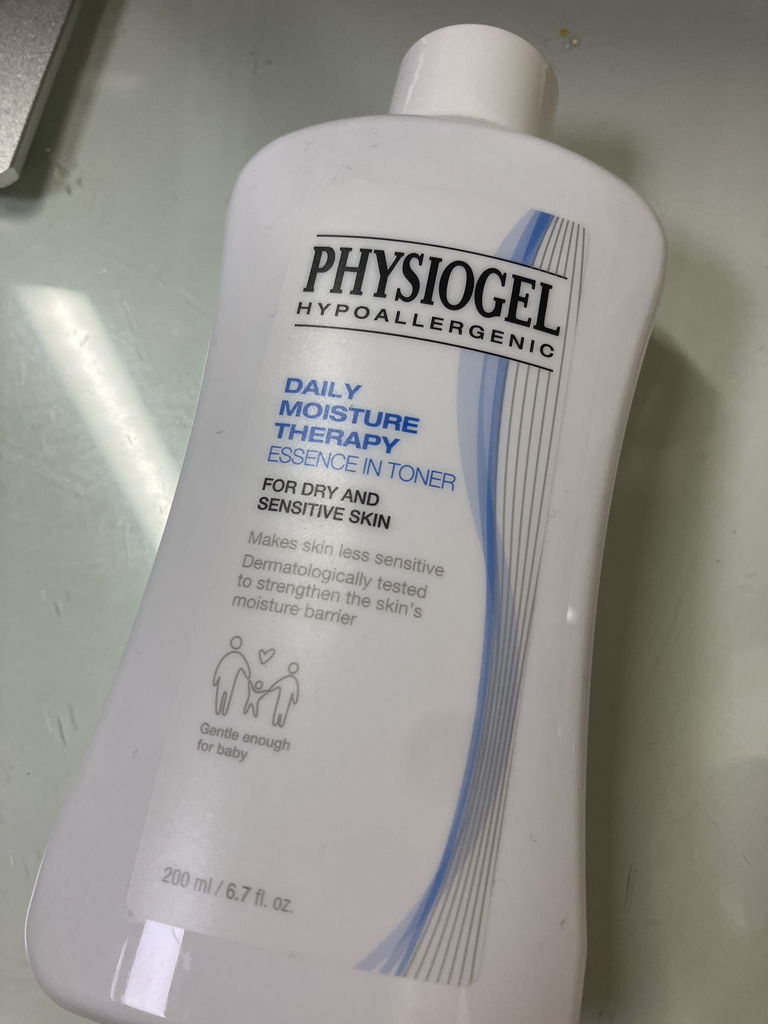 PHYSIOGEL
HYPOALLERGENIC
DAILY
MOISTURE
THERAPY
ESSENCE IN TONER
FOR DRY AND
SENSITIVE SKIN
Makes skin less sensitive
Dermatologically tested
to strengthen the skin's
moisture barrier
Gentle enough
for baby
200 ml / 6.7 fl. oz.